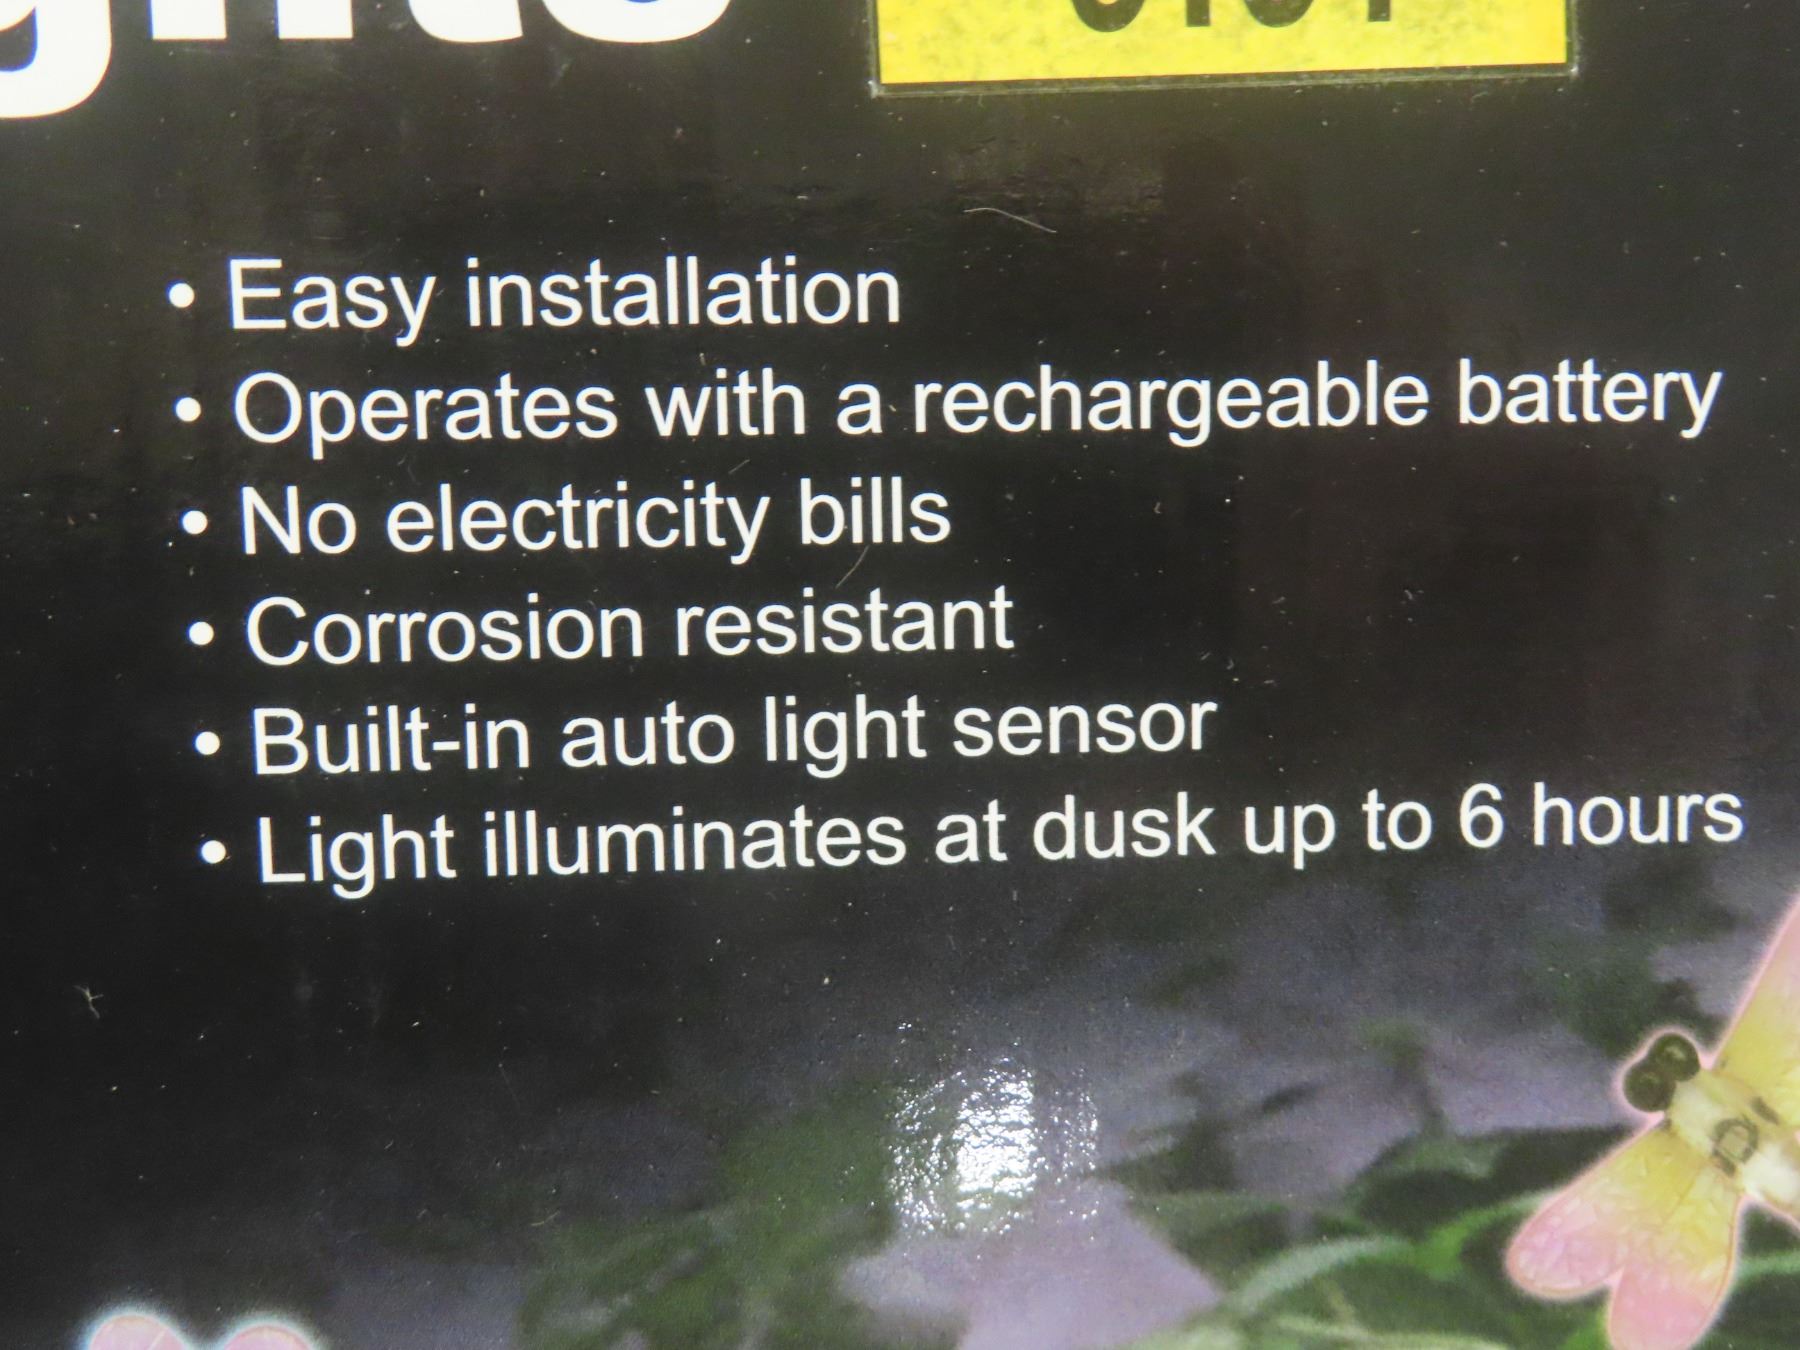 • Easy installation
• Operates with a rechargeable battery
• No electricity bills
• Corrosion resistant
• Built-in auto light sensor
• Light illuminates at dusk up to 6 hours